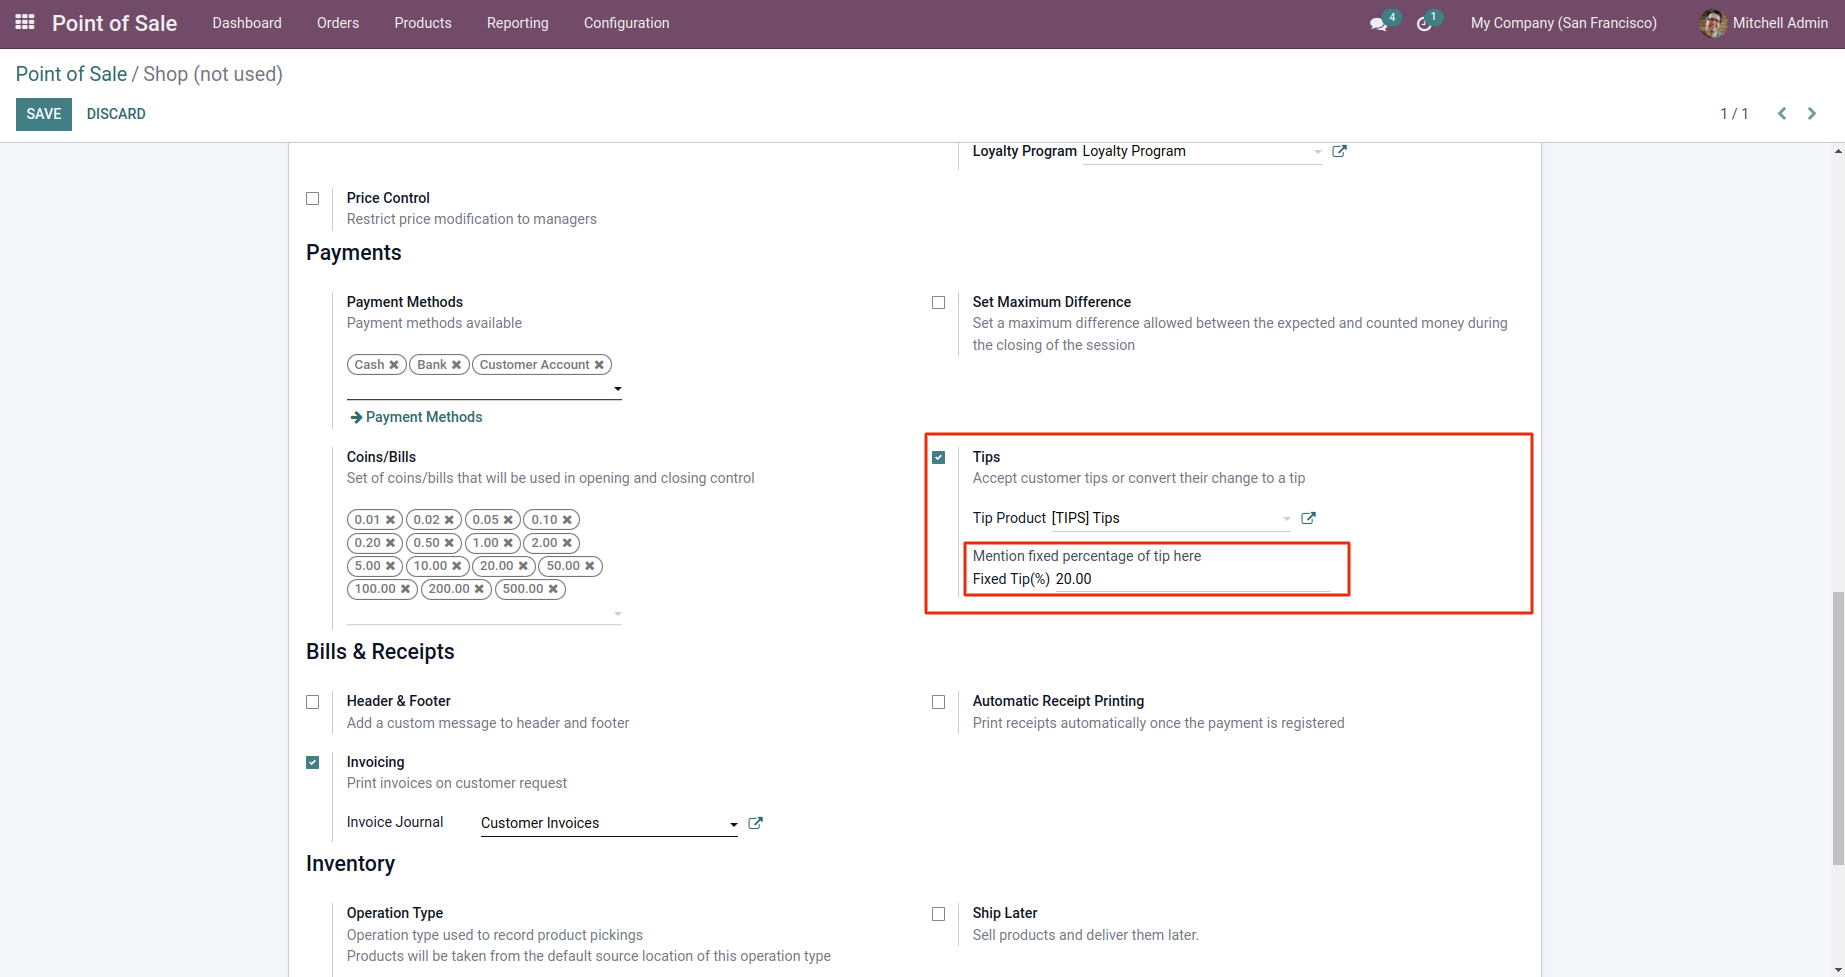 Point of Sale Dashboard Orders Products Reporting Configuration 4 1 My Company (San Francisco) Mitchell Admin
Point of Sale / Shop (not used)
SAVE DISCARD 1 / 1
Loyalty Program Loyalty Program
Price Control
Restrict price modification to managers
Payments
Payment Methods
Payment methods available
Cash Bank Customer Account
Payment Methods
Set Maximum Difference
Set a maximum difference allowed between the expected and counted money during
the closing of the session
Coins/Bills
Set of coins/bills that will be used in opening and closing control
0.01 0.02 0.05 0.10
0.20 0.50 1.00 2.00
5.00 10.00 20.00 50.00
100.00 200.00 500.00
Tips
Accept customer tips or convert their change to a tip
Tip Product [TIPS] Tips
Mention fixed percentage of tip here
Fixed Tip(%) 20.00
Bills & Receipts
Header & Footer
Add a custom message to header and footer
Automatic Receipt Printing
Print receipts automatically once the payment is registered
Invoicing
Print invoices on customer request
Invoice Journal Customer Invoices
Inventory
Operation Type
Operation type used to record product pickings
Products will be taken from the default source location of this operation type
Ship Later
Sell products and deliver them later.